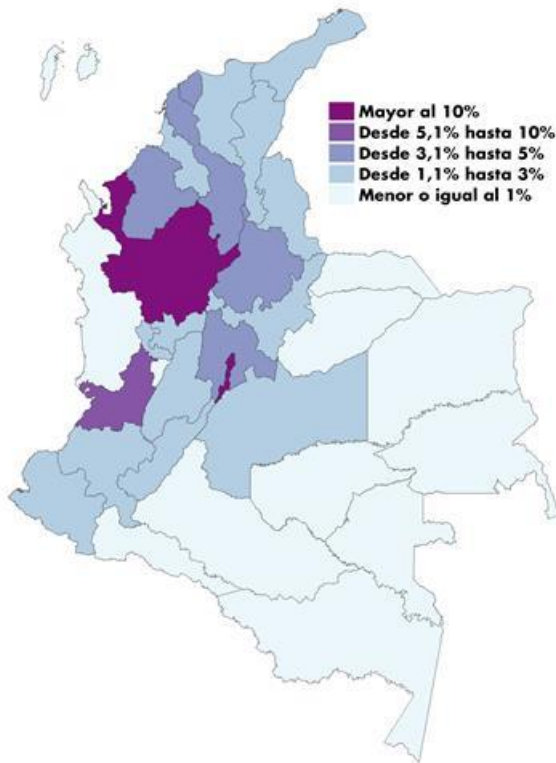 Mayor al 10%
Desde 5,1% hasta 10%
Desde 3,1% hasta 5%
Desde 1,1% hasta 3%
Menor o igual al 1%